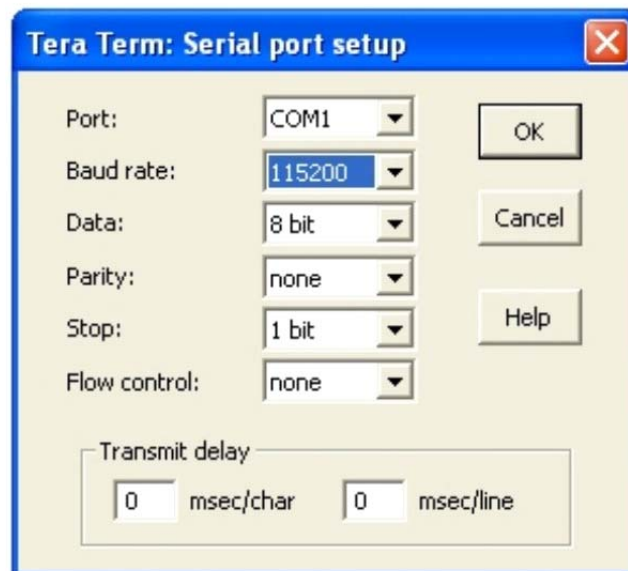 Tera Term: Serial port setup
Port: COM1 OK
Baud rate: 115200
Data: 8 bit Cancel
Parity: none
Stop: 1 bit Help
Flow control: none
Transmit delay
0 msec/char 0 msec/line